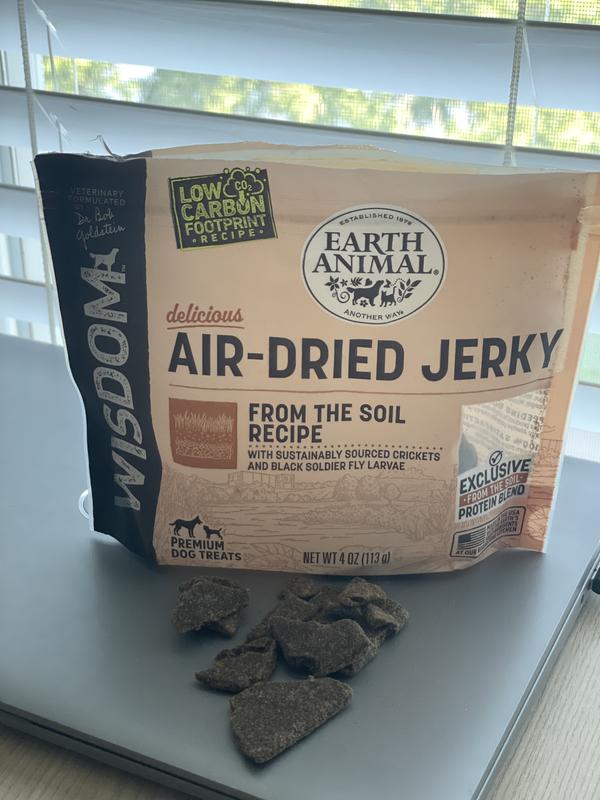 VETERINARY
FORMULATED
Dr. Bob
Goldstein
WISDOM™
LOW
CO2
CARBON
FOOTPRINT
• RECIPE •
ESTABLISHED 1979
EARTH
ANIMAL®
ANOTHER WAY®
delicious
AIR-DRIED JERKY
FROM THE SOIL
RECIPE
WITH SUSTAINABLY SOURCED CRICKETS
AND BLACK SOLDIER FLY LARVAE
EXCLUSIVE
• FROM THE SOIL •
PROTEIN BLEND
PREMIUM
DOG TREATS
NET WT 4 OZ (113 g)